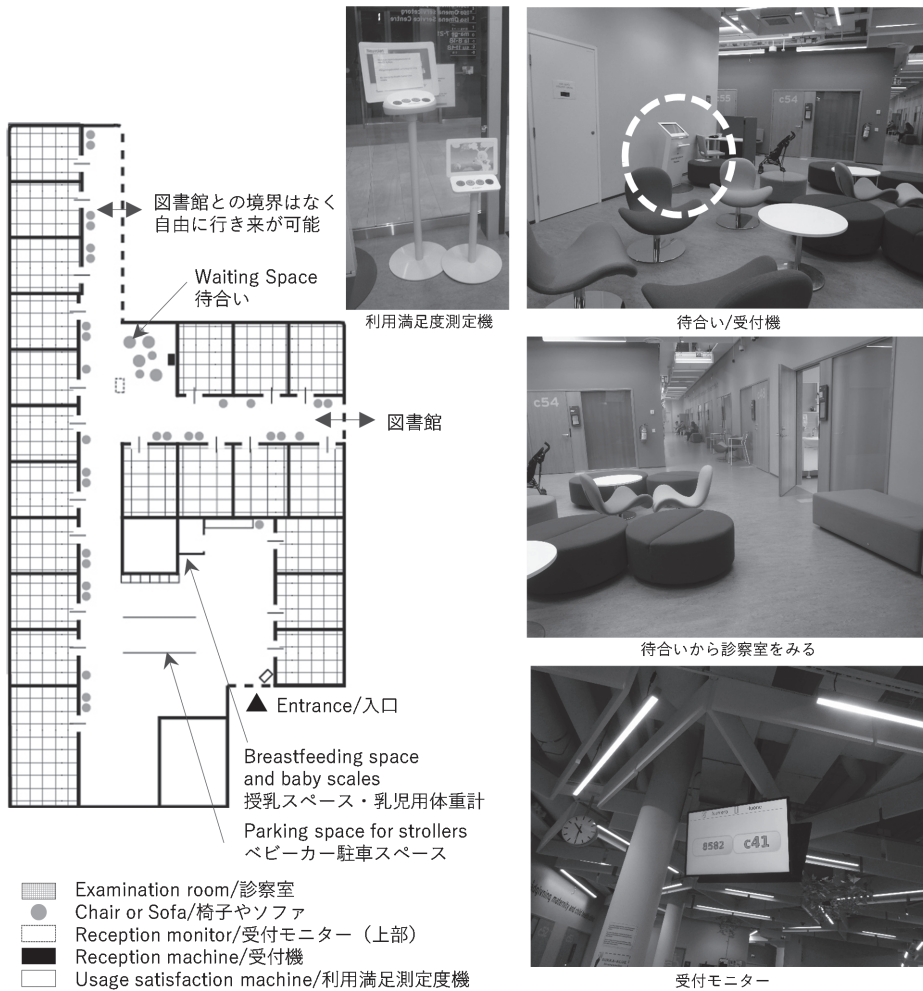 図書館との境界はなく
自由に行き来が可能
Waiting Space
待合い
図書館
Entrance/入口
Breastfeeding space
and baby scales
授乳スペース・乳児用体重計
Parking space for strollers
ベビーカー駐車スペース
Examination room/診察室
Chair or Sofa/椅子やソファ
Reception monitor/受付モニター（上部）
Reception machine/受付機
Usage satisfaction machine/利用満足測定度機
利用満足度測定機
c54
待合い/受付機
c54
待合いから診察室をみる
8582
c41
受付モニター